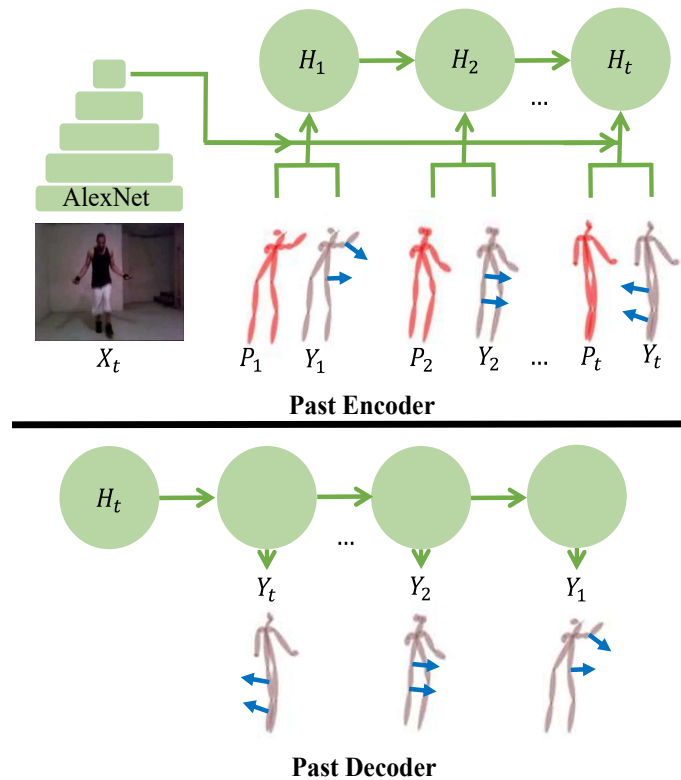 H₁ H₂ Hₜ
...
AlexNet
Xₜ P₁ Y₁ P₂ Y₂ ... Pₜ Yₜ
Past Encoder
Hₜ
...
Yₜ Y₂ Y₁
Past Decoder